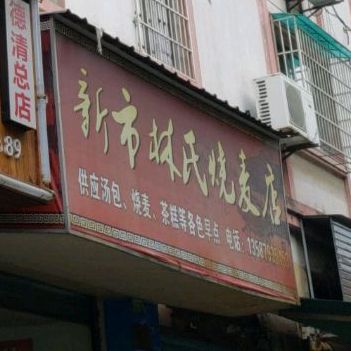 德清总店
89
新市林氏烧麦店
供应汤包、烧麦、茶糕等各色早点 电话: